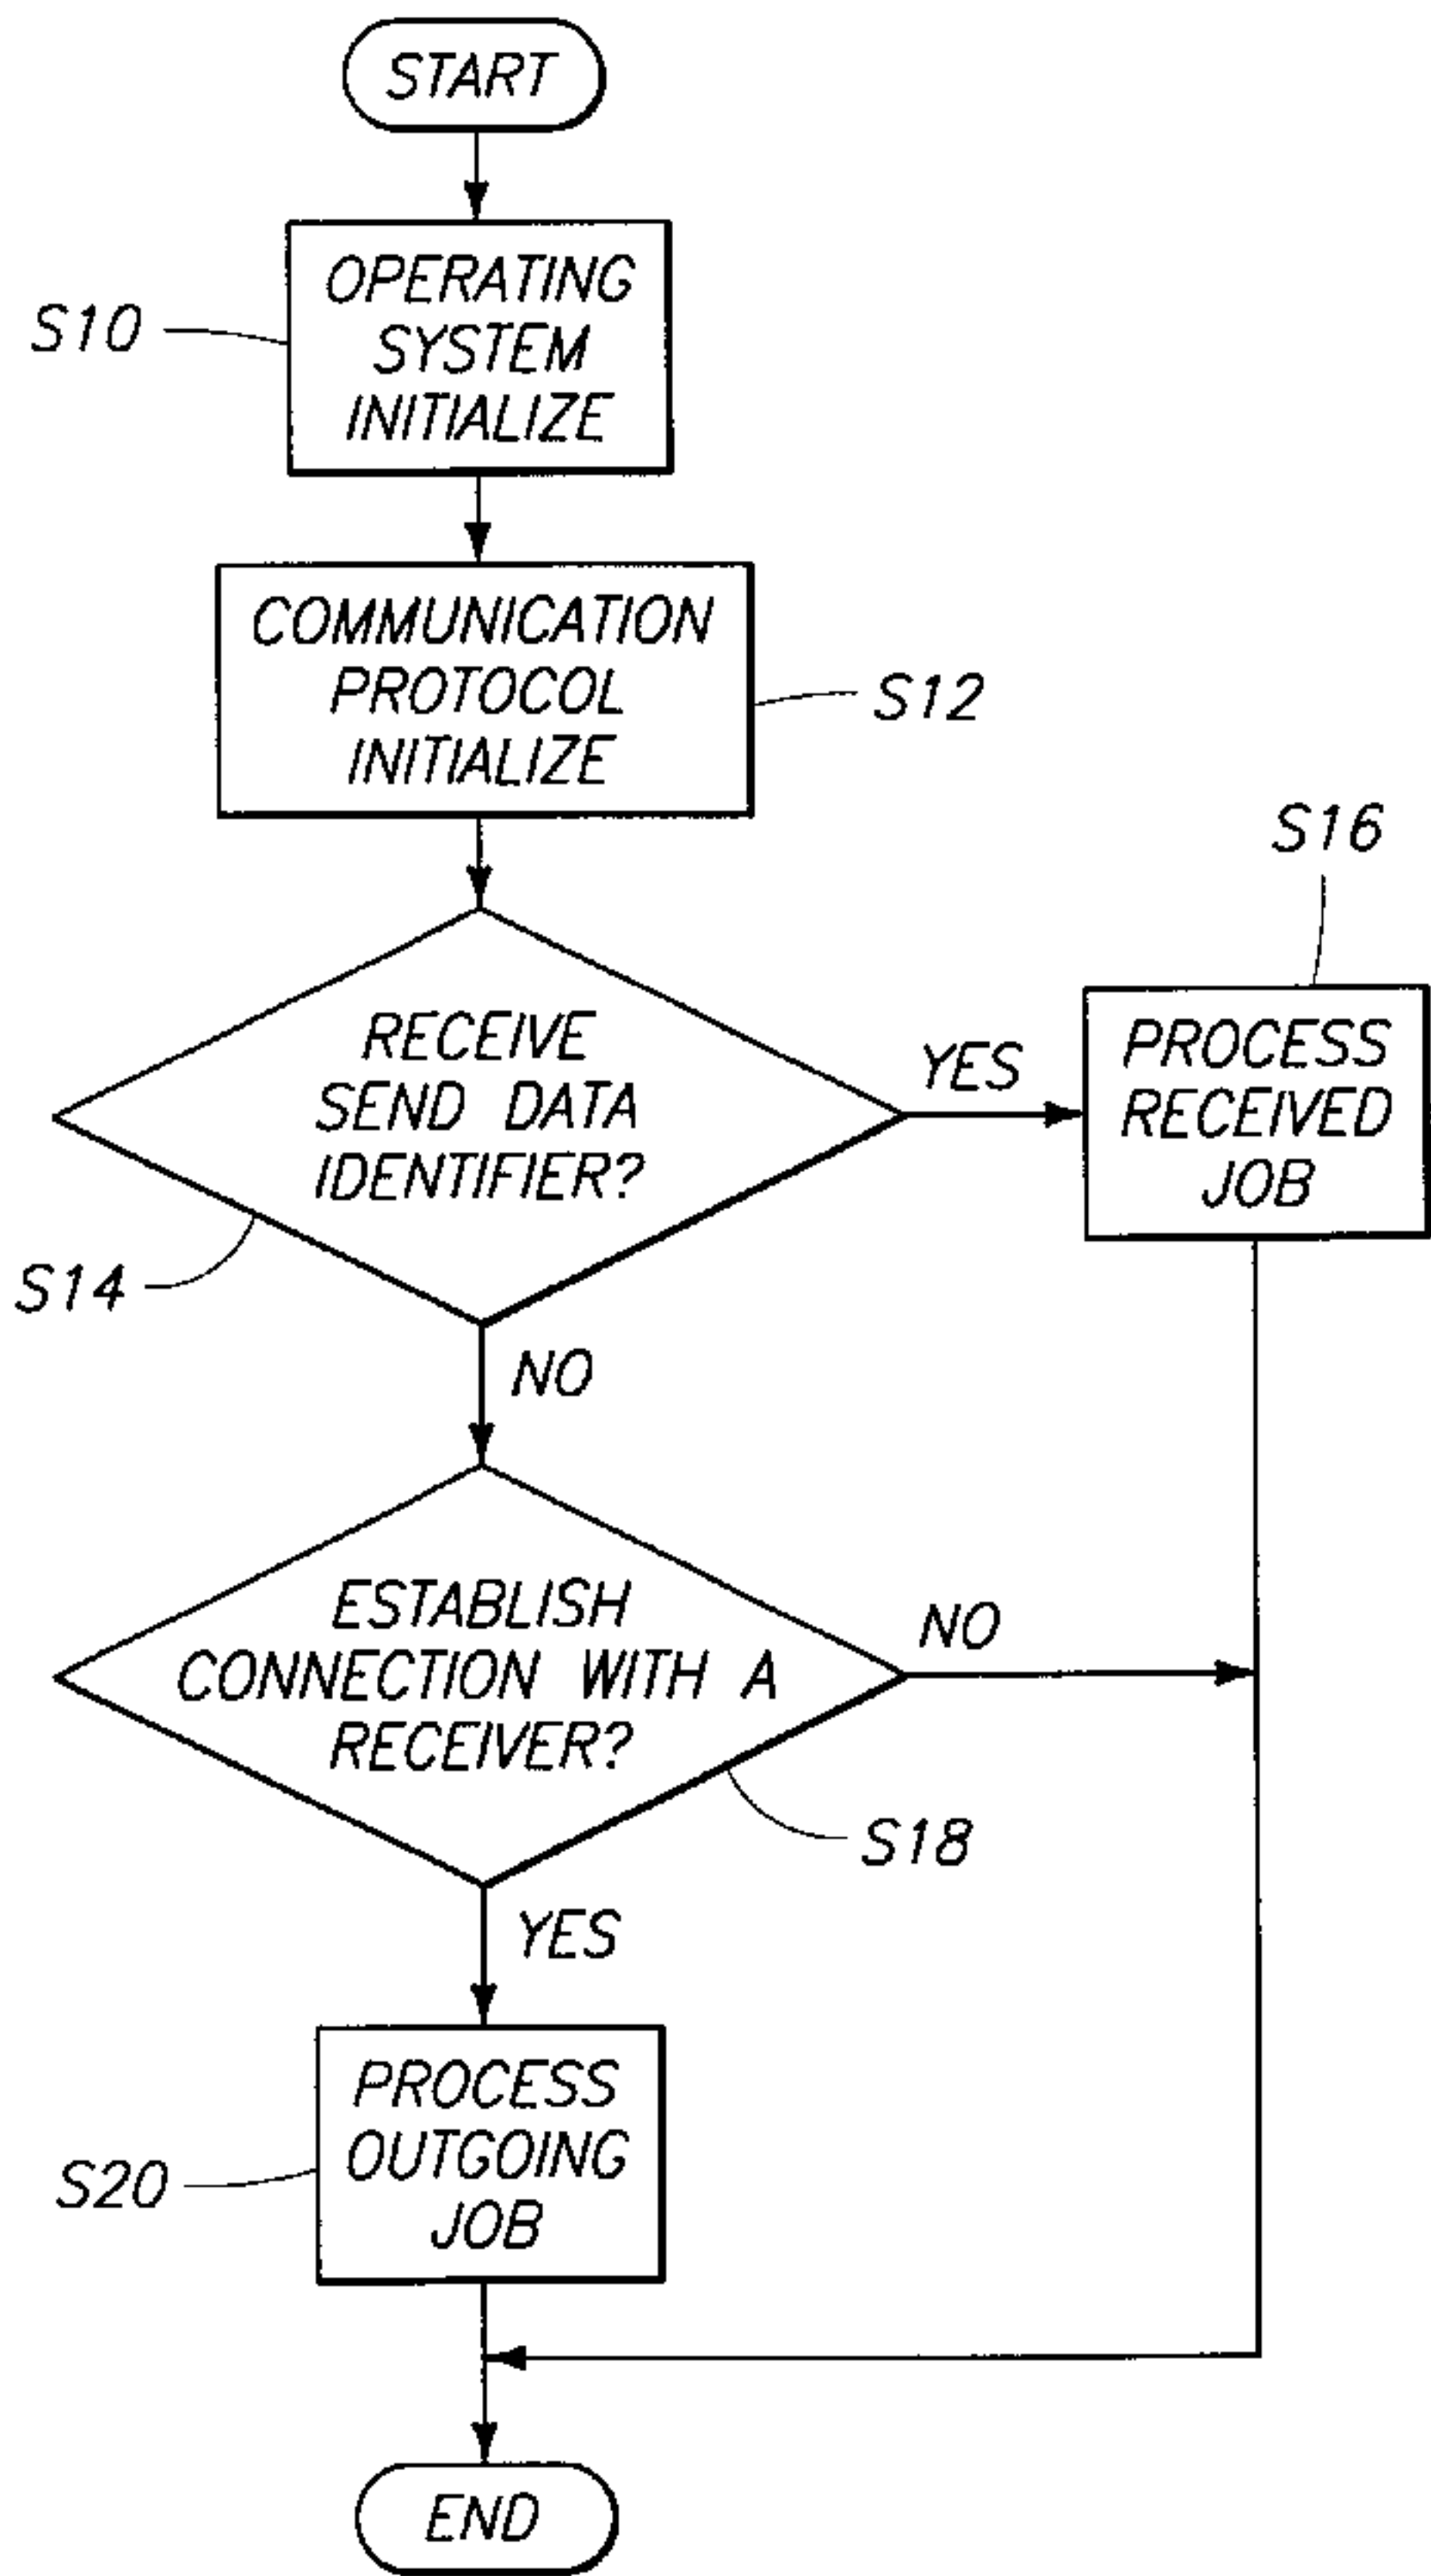 START
OPERATING
SYSTEM
INITIALIZE
S10
COMMUNICATION
PROTOCOL
INITIALIZE
S12
RECEIVE
SEND DATA
IDENTIFIER?
S14
YES
S16
PROCESS
RECEIVED
JOB
NO
ESTABLISH
CONNECTION WITH A
RECEIVER?
NO
S18
YES
PROCESS
OUTGOING
JOB
S20
END